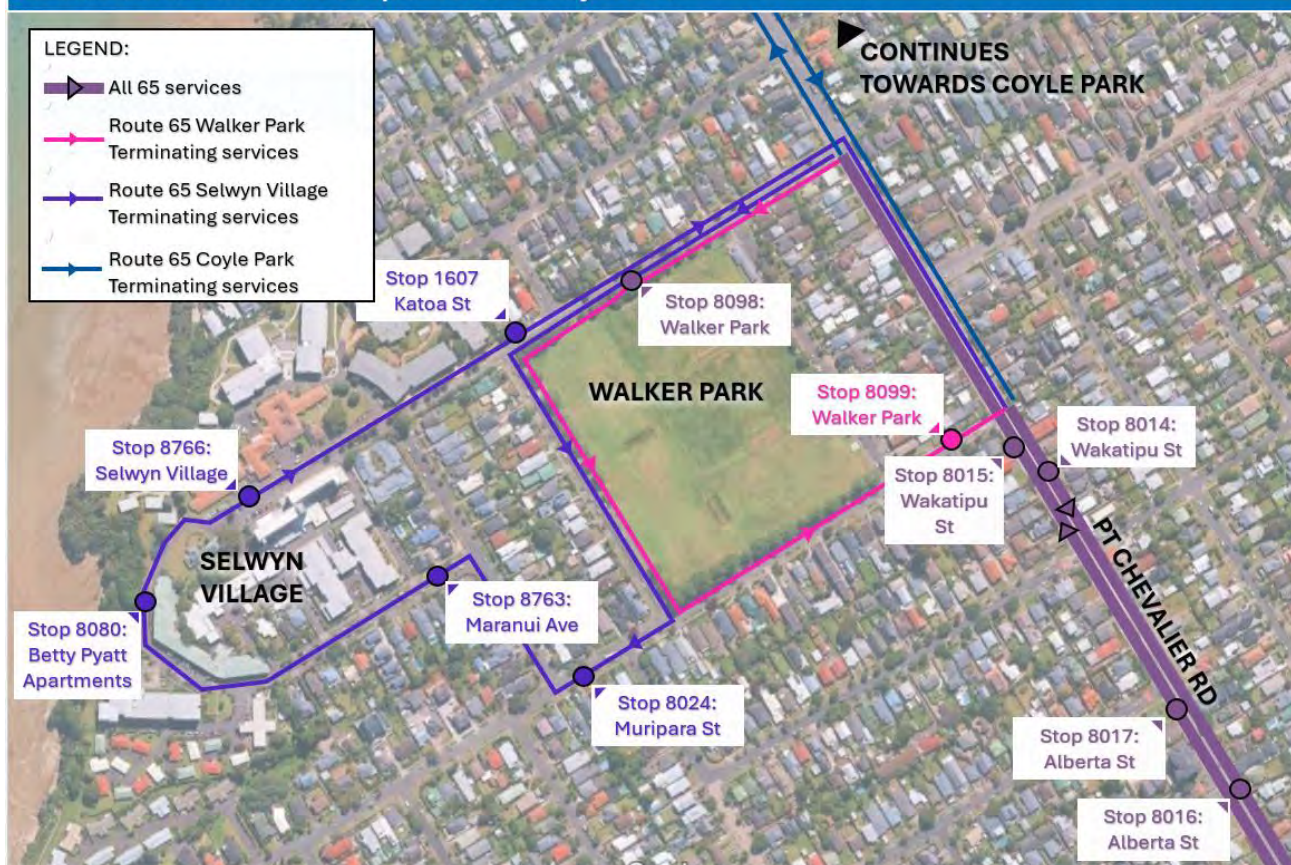 LEGEND:
All 65 services
Route 65 Walker Park
Terminating services
Route 65 Selwyn Village
Terminating services
Route 65 Coyle Park
Terminating services
CONTINUES
TOWARDS COYLE PARK
Stop 1607
Katoa St
Stop 8098:
Walker Park
WALKER PARK
Stop 8099:
Walker Park
Stop 8014:
Wakatipu St
Stop 8015:
Wakatipu
St
Stop 8766:
Selwyn Village
SELWYN
VILLAGE
PT CHEVALIER RD
Stop 8763:
Maranui Ave
Stop 8080:
Betty Pyatt
Apartments
Stop 8024:
Muripara St
Stop 8017:
Alberta St
Stop 8016:
Alberta St